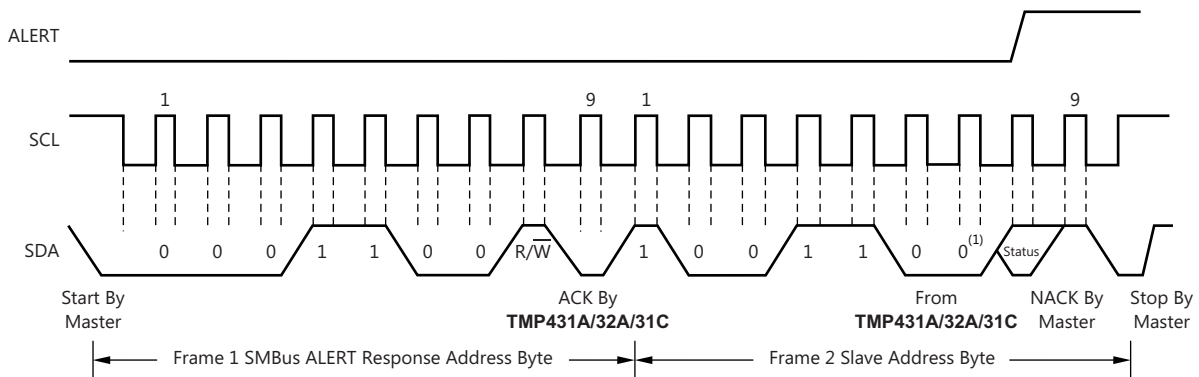 ALERT
1 9 1 9
SCL
SDA 0 0 0 1 1 0 0 R/W 1 0 0 1 1 0 0(1) Status
Start By Master
ACK By TMP431A/32A/31C
From TMP431A/32A/31C
NACK By Master
Stop By Master
Frame 1 SMBus ALERT Response Address Byte
Frame 2 Slave Address Byte